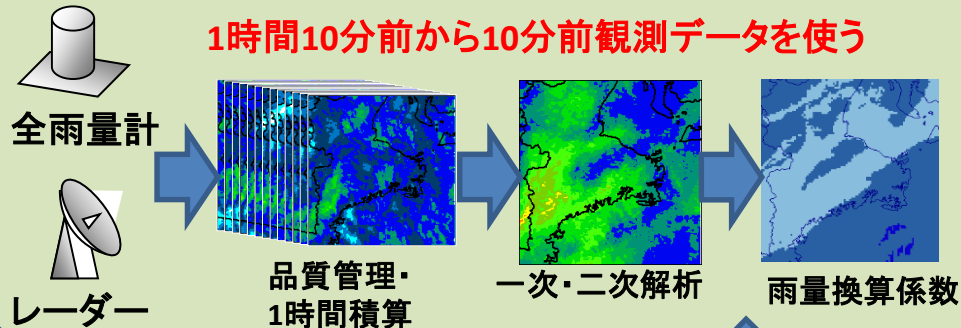 1時間10分前から10分前観測データを使う
全雨量計
レーダー
品質管理・
1時間積算
一次・二次解析
雨量換算係数